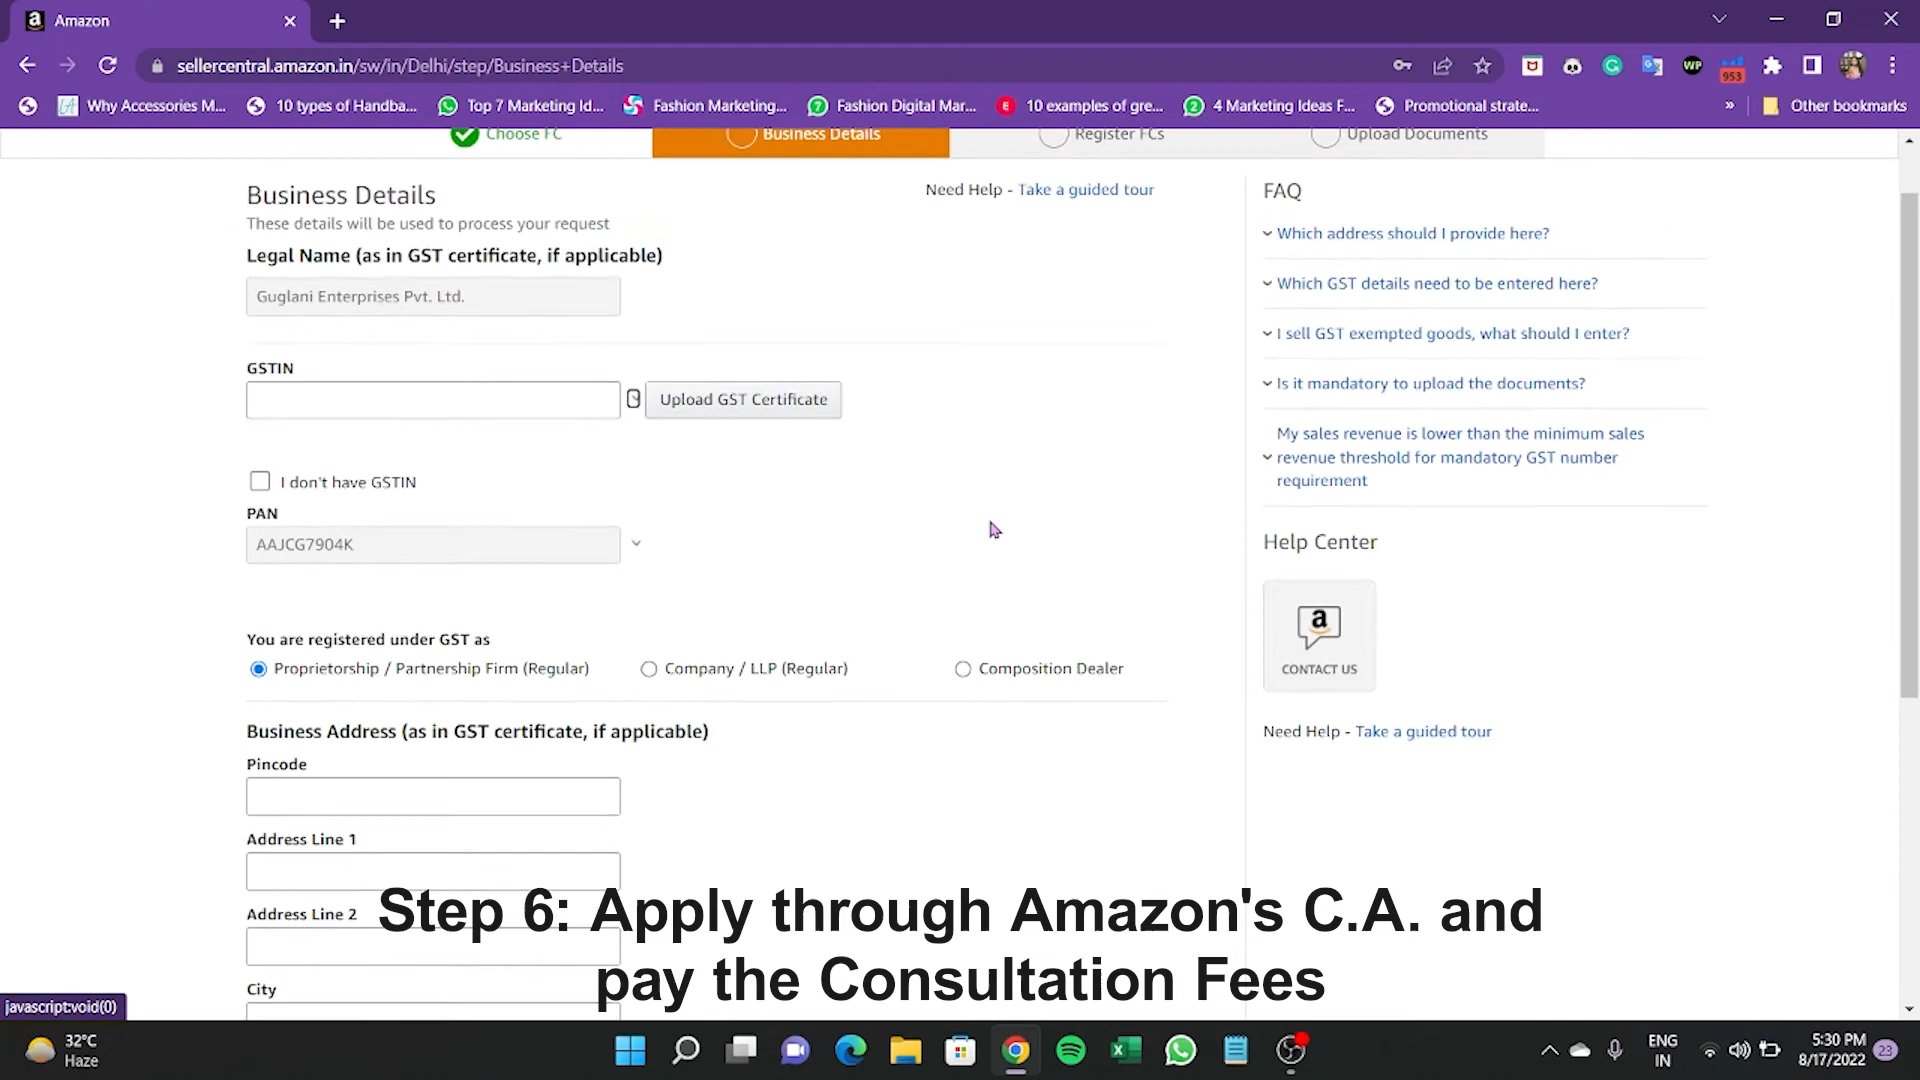 Amazon
sellercentral.amazon.in/sw/in/Delhi/step/Business+Details
953
Why Accessories M...
10 types of Handba...
Top 7 Marketing Id...
Fashion Marketing...
Fashion Digital Mar...
10 examples of gre...
4 Marketing Ideas F...
Promotional strate...
» Other bookmarks
Choose FC
Business Details
Register FCs
Upload Documents
Business Details
Need Help - Take a guided tour
These details will be used to process your request
Legal Name (as in GST certificate, if applicable)
Guglani Enterprises Pvt. Ltd.
GSTIN
Upload GST Certificate
I don't have GSTIN
PAN
AAJCG7904K
You are registered under GST as
Proprietorship / Partnership Firm (Regular)
Company / LLP (Regular)
Composition Dealer
Business Address (as in GST certificate, if applicable)
Pincode
Address Line 1
Address Line 2
City
FAQ
Which address should I provide here?
Which GST details need to be entered here?
I sell GST exempted goods, what should I enter?
Is it mandatory to upload the documents?
My sales revenue is lower than the minimum sales
revenue threshold for mandatory GST number
requirement
Help Center
a
CONTACT US
Need Help - Take a guided tour
Step 6: Apply through Amazon's C.A. and
pay the Consultation Fees
javascript:void(0)
32°C
Haze
ENG
IN
5:30 PM
8/17/2022
23